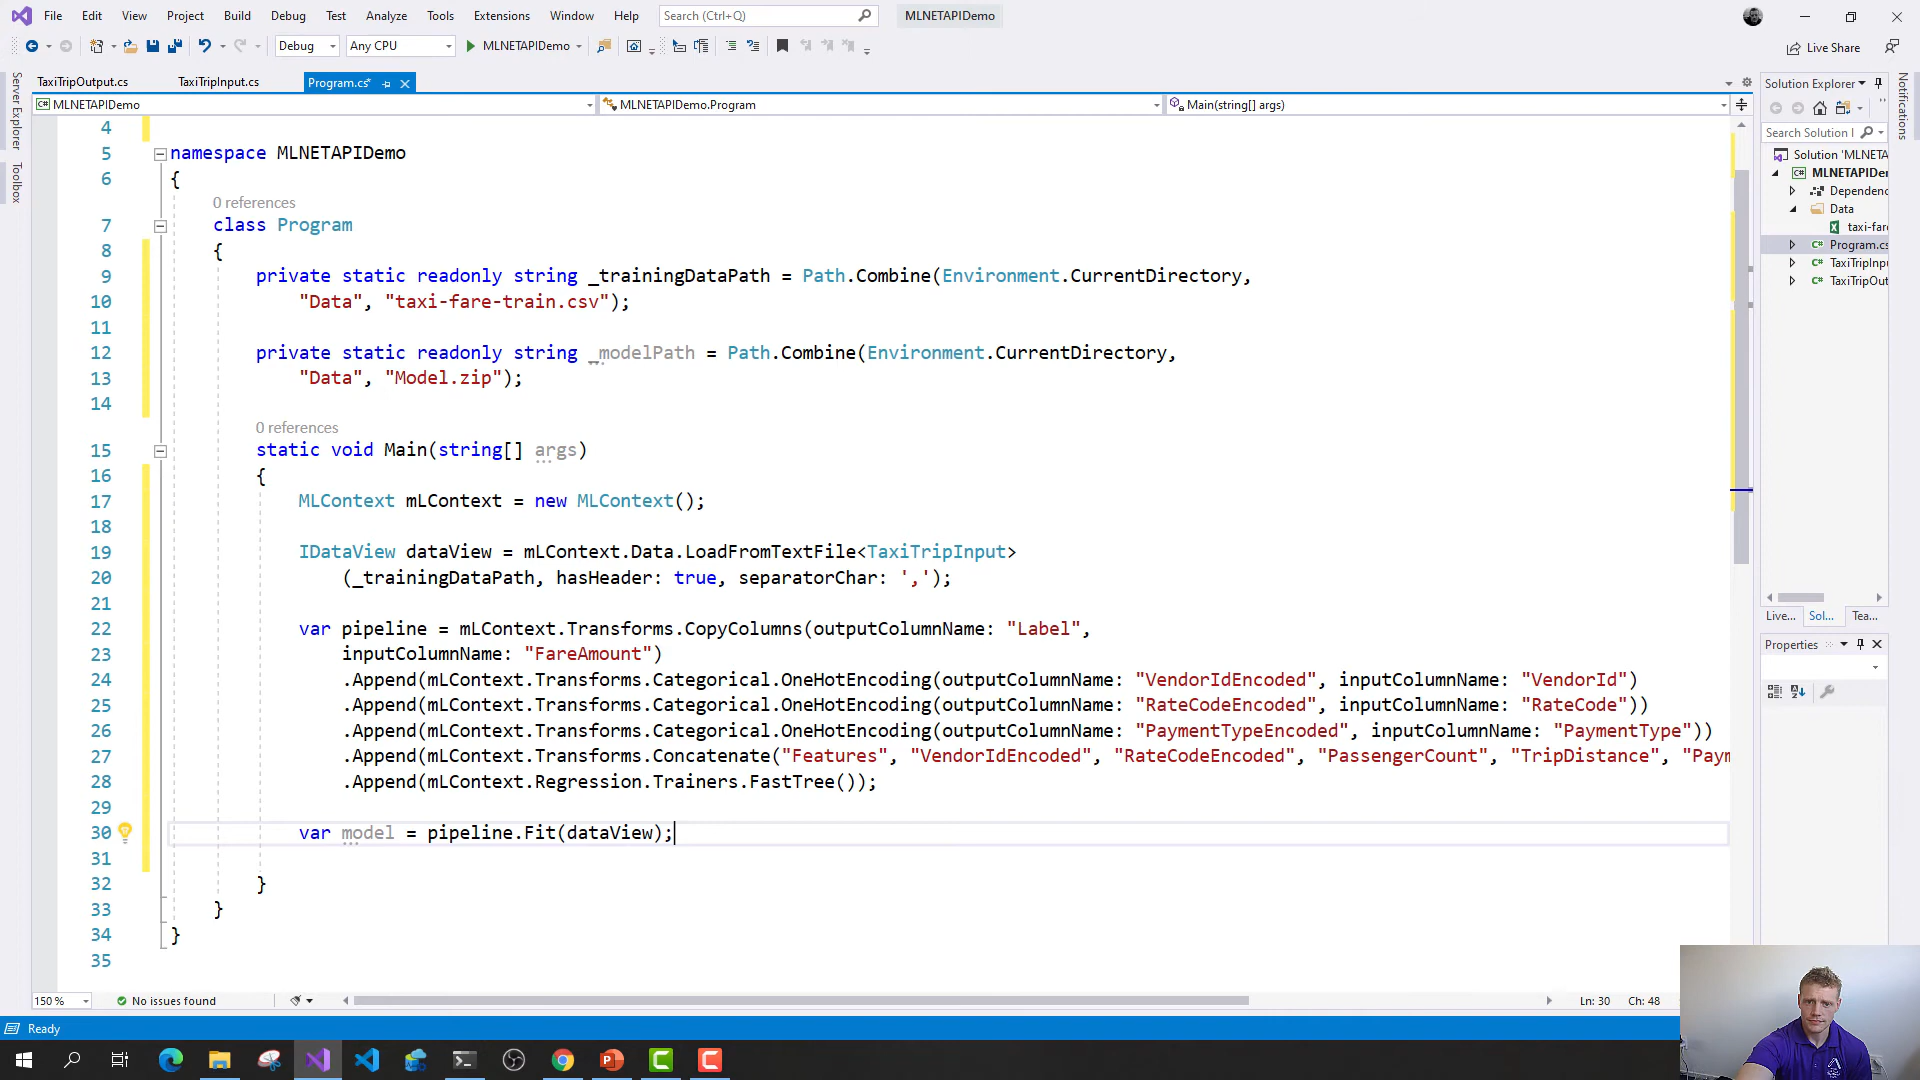 File Edit View Project Build Debug Test Analyze Tools Extensions Window Help Search (Ctrl+Q) MLNETAPIDemo
Debug Any CPU MLNETAPIDemo Live Share
TaxiTripOutput.cs TaxiTripInput.cs Program.cs*
MLNETAPIDemo MLNETAPIDemo.Program Main(string[] args)
Server Explorer
Toolbox
4
5 namespace MLNETAPIDemo
6 {
0 references
7 class Program
8 {
9 private static readonly string _trainingDataPath = Path.Combine(Environment.CurrentDirectory,
10 "Data", "taxi-fare-train.csv");
11
12 private static readonly string _modelPath = Path.Combine(Environment.CurrentDirectory,
13 "Data", "Model.zip");
14
0 references
15 static void Main(string[] args)
16 {
17 MLContext mLContext = new MLContext();
18
19 IDataView dataView = mLContext.Data.LoadFromTextFile<TaxiTripInput>
20 (_trainingDataPath, hasHeader: true, separatorChar: ',');
21
22 var pipeline = mLContext.Transforms.CopyColumns(outputColumnName: "Label",
23 inputColumnName: "FareAmount")
24 .Append(mLContext.Transforms.Categorical.OneHotEncoding(outputColumnName: "VendorIdEncoded", inputColumnName: "VendorId")
25 .Append(mLContext.Transforms.Categorical.OneHotEncoding(outputColumnName: "RateCodeEncoded", inputColumnName: "RateCode"))
26 .Append(mLContext.Transforms.Categorical.OneHotEncoding(outputColumnName: "PaymentTypeEncoded", inputColumnName: "PaymentType"))
27 .Append(mLContext.Transforms.Concatenate("Features", "VendorIdEncoded", "RateCodeEncoded", "PassengerCount", "TripDistance", "Paym
28 .Append(mLContext.Regression.Trainers.FastTree());
29
30 var model = pipeline.Fit(dataView);
31
32 }
33 }
34 }
35
150 % No issues found Ln: 30 Ch: 48
Ready
Solution Explorer
Search Solution
Solution 'MLNETA
MLNETAPIDe
Dependenc
Data
taxi-far
Program.cs
TaxiTripInpu
TaxiTripOut
Live... Sol... Tea...
Properties
Notifications